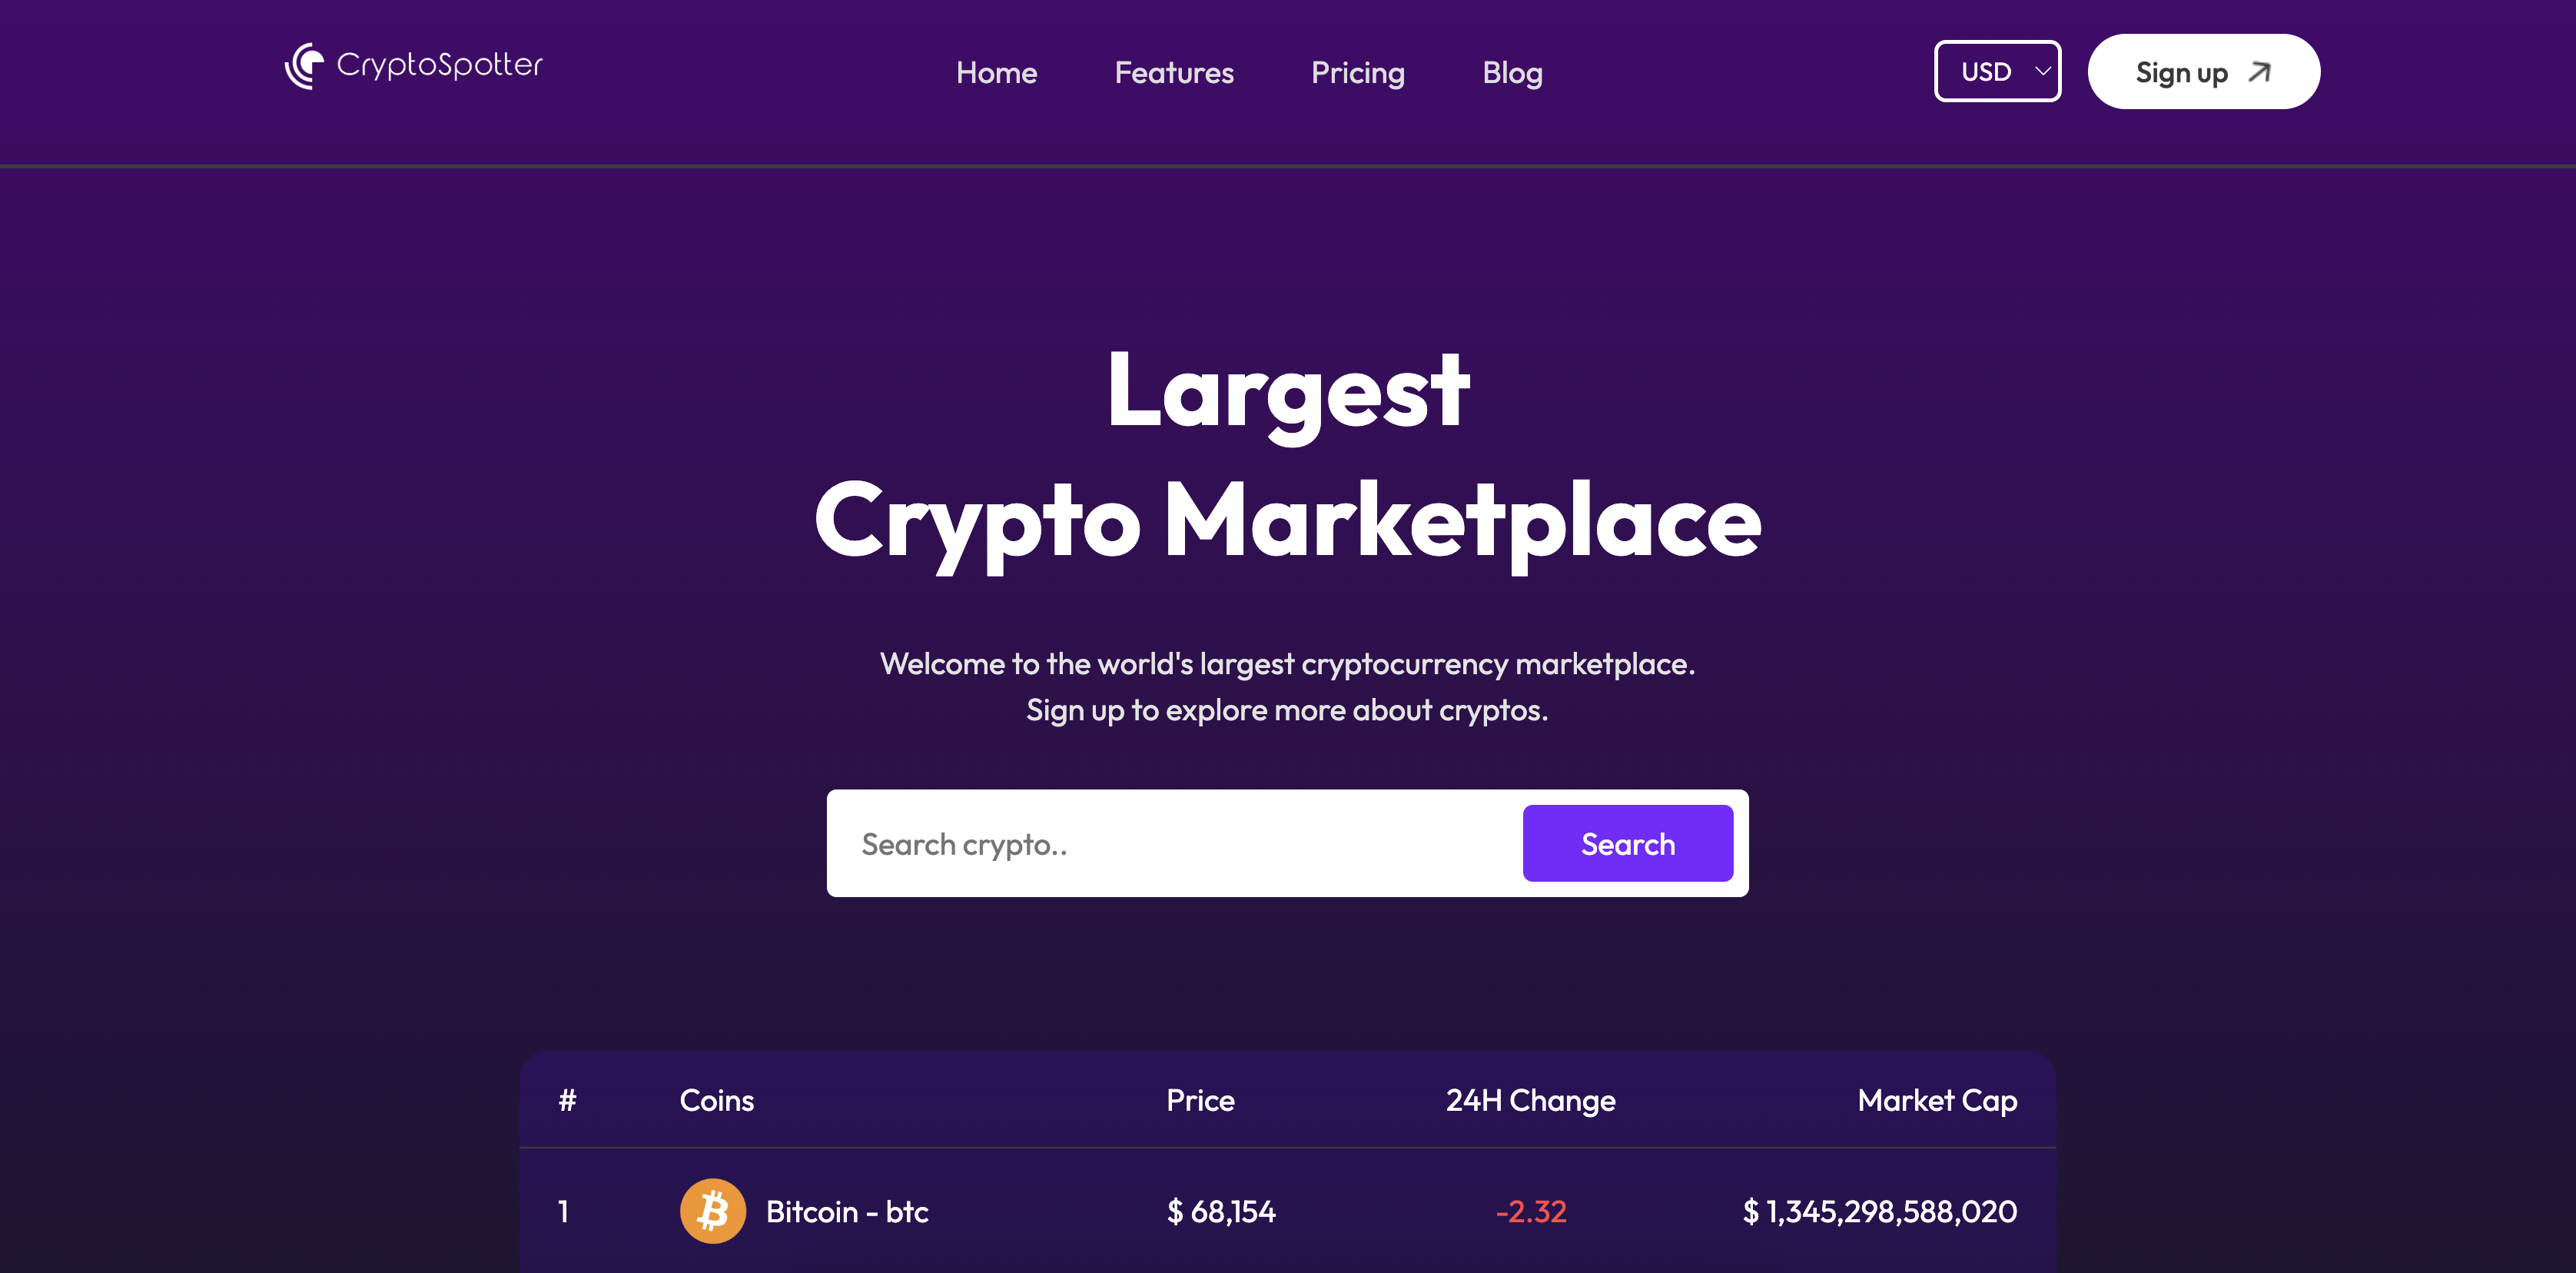 CryptoSpotter Home Features Pricing Blog USD Sign up
Largest
Crypto Marketplace
Welcome to the world's largest cryptocurrency marketplace.
Sign up to explore more about cryptos.
Search crypto.. Search
# Coins Price 24H Change Market Cap
1 Bitcoin - btc $ 68,154 -2.32 $ 1,345,298,588,020